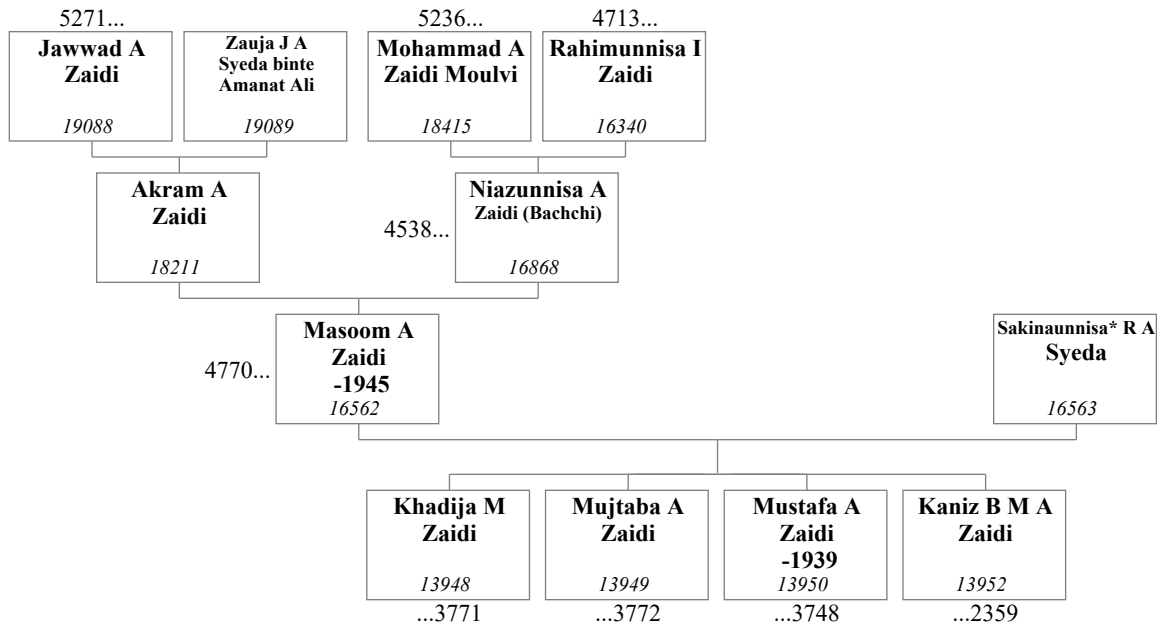 5271...
5236...
4713...
Jawwad A
Zaidi
19088
Zauja J A
Syeda binte
Amanat Ali
19089
Mohammad A
Zaidi Moulvi
18415
Rahimunnisa I
Zaidi
16340
Akram A
Zaidi
18211
4538...
Niazunnisa A
Zaidi (Bachchi)
16868
4770...
Masoom A
Zaidi
-1945
16562
Sakinaunnisa* R A
Syeda
16563
Khadija M
Zaidi
13948
...3771
Mujtaba A
Zaidi
13949
...3772
Mustafa A
Zaidi
-1939
13950
...3748
Kaniz B M A
Zaidi
13952
...2359